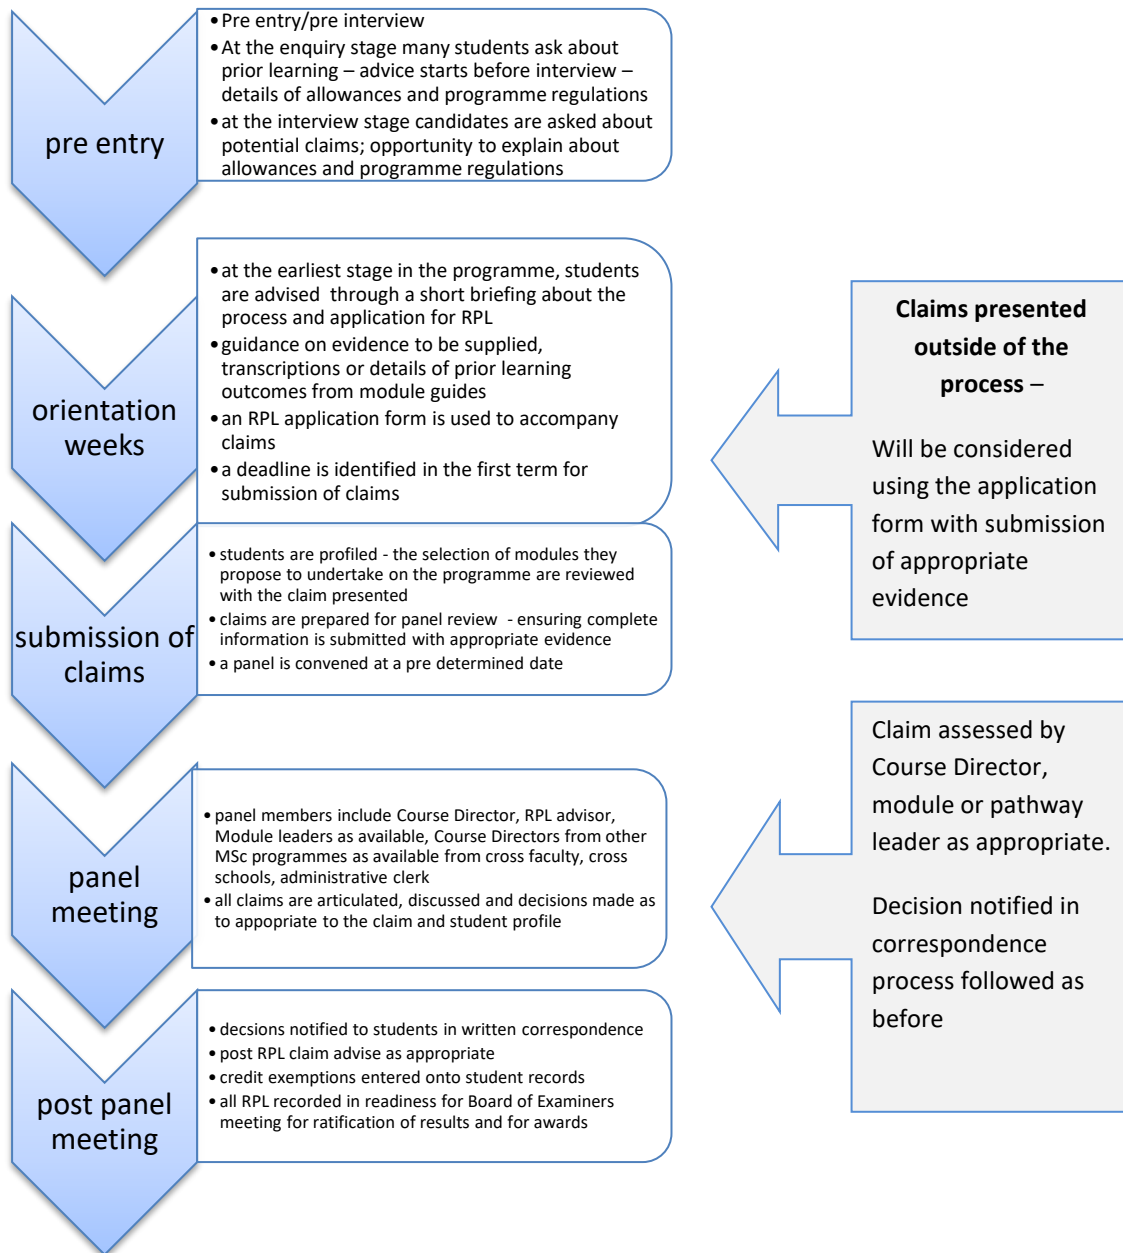 pre entry
•Pre entry/pre interview
•At the enquiry stage many students ask about
prior learning – advice starts before interview –
details of allowances and programme regulations
•at the interview stage candidates are asked about
potential claims; opportunity to explain about
allowances and programme regulations
orientation
weeks
•at the earliest stage in the programme, students
are advised through a short briefing about the
process and application for RPL
•guidance on evidence to be supplied,
transcriptions or details of prior learning
outcomes from module guides
•an RPL application form is used to accompany
claims
•a deadline is identified in the first term for
submission of claims
Claims presented
outside of the
process –
Will be considered
using the application
form with submission
of appropriate
evidence
submission of
claims
•students are profiled - the selection of modules they
propose to undertake on the programme are reviewed
with the claim presented
•claims are prepared for panel review - ensuring complete
information is submitted with appropriate evidence
•a panel is convened at a pre determined date
panel
meeting
•panel members include Course Director, RPL advisor,
Module leaders as available, Course Directors from other
MSc programmes as available from cross faculty, cross
schools, administrative clerk
•all claims are articulated, discussed and decisions made as
to appopriate to the claim and student profile
Claim assessed by
Course Director,
module or pathway
leader as appropriate.
Decision notified in
correspondence
process followed as
before
post panel
meeting
•decsions notified to students in written correspondence
•post RPL claim advise as appropriate
•credit exemptions entered onto student records
•all RPL recorded in readiness for Board of Examiners
meeting for ratification of results and for awards